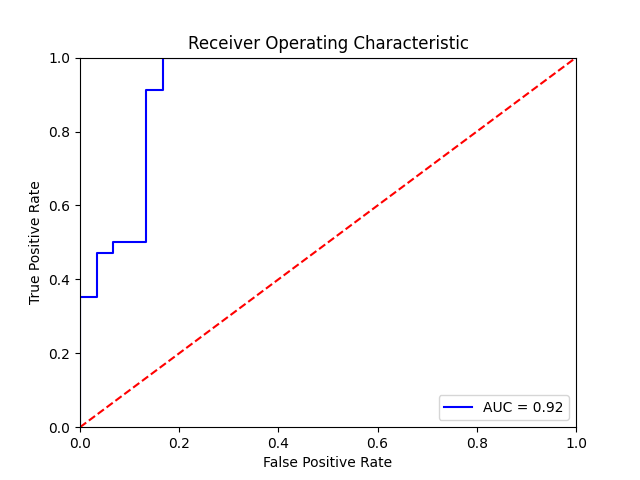 Receiver Operating Characteristic
True Positive Rate
1.0
0.8
0.6
0.4
0.2
0.0
AUC = 0.92
0.0 0.2 0.4 0.6 0.8 1.0
False Positive Rate